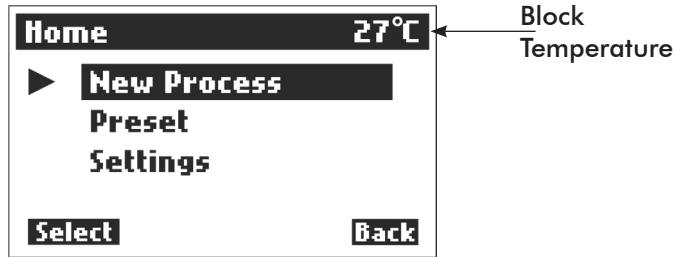 Home 27°C
Block
Temperature
New Process
Preset
Settings
Select Back